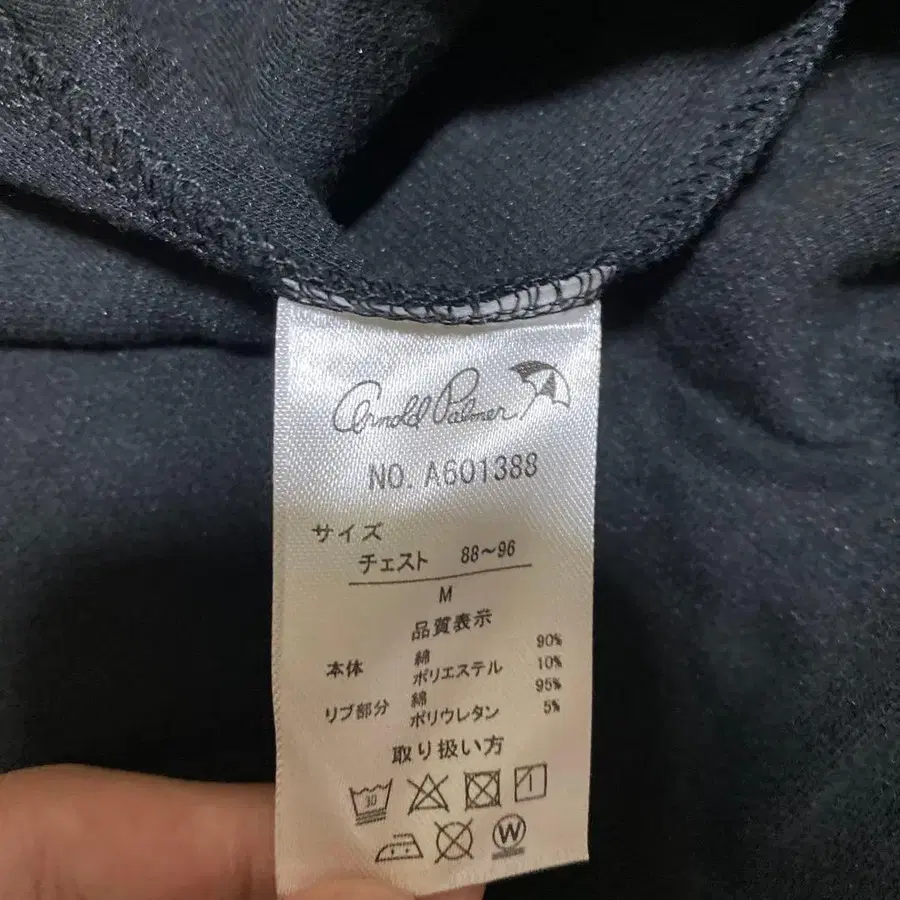 Arnold Palmer
NO. A601388
サイズ
チェスト 88～96
M
品質表示
本体 綿 90%
ポリエステル 10%
リブ部分 綿 95%
ポリウレタン 5%
取り扱い方
30
W